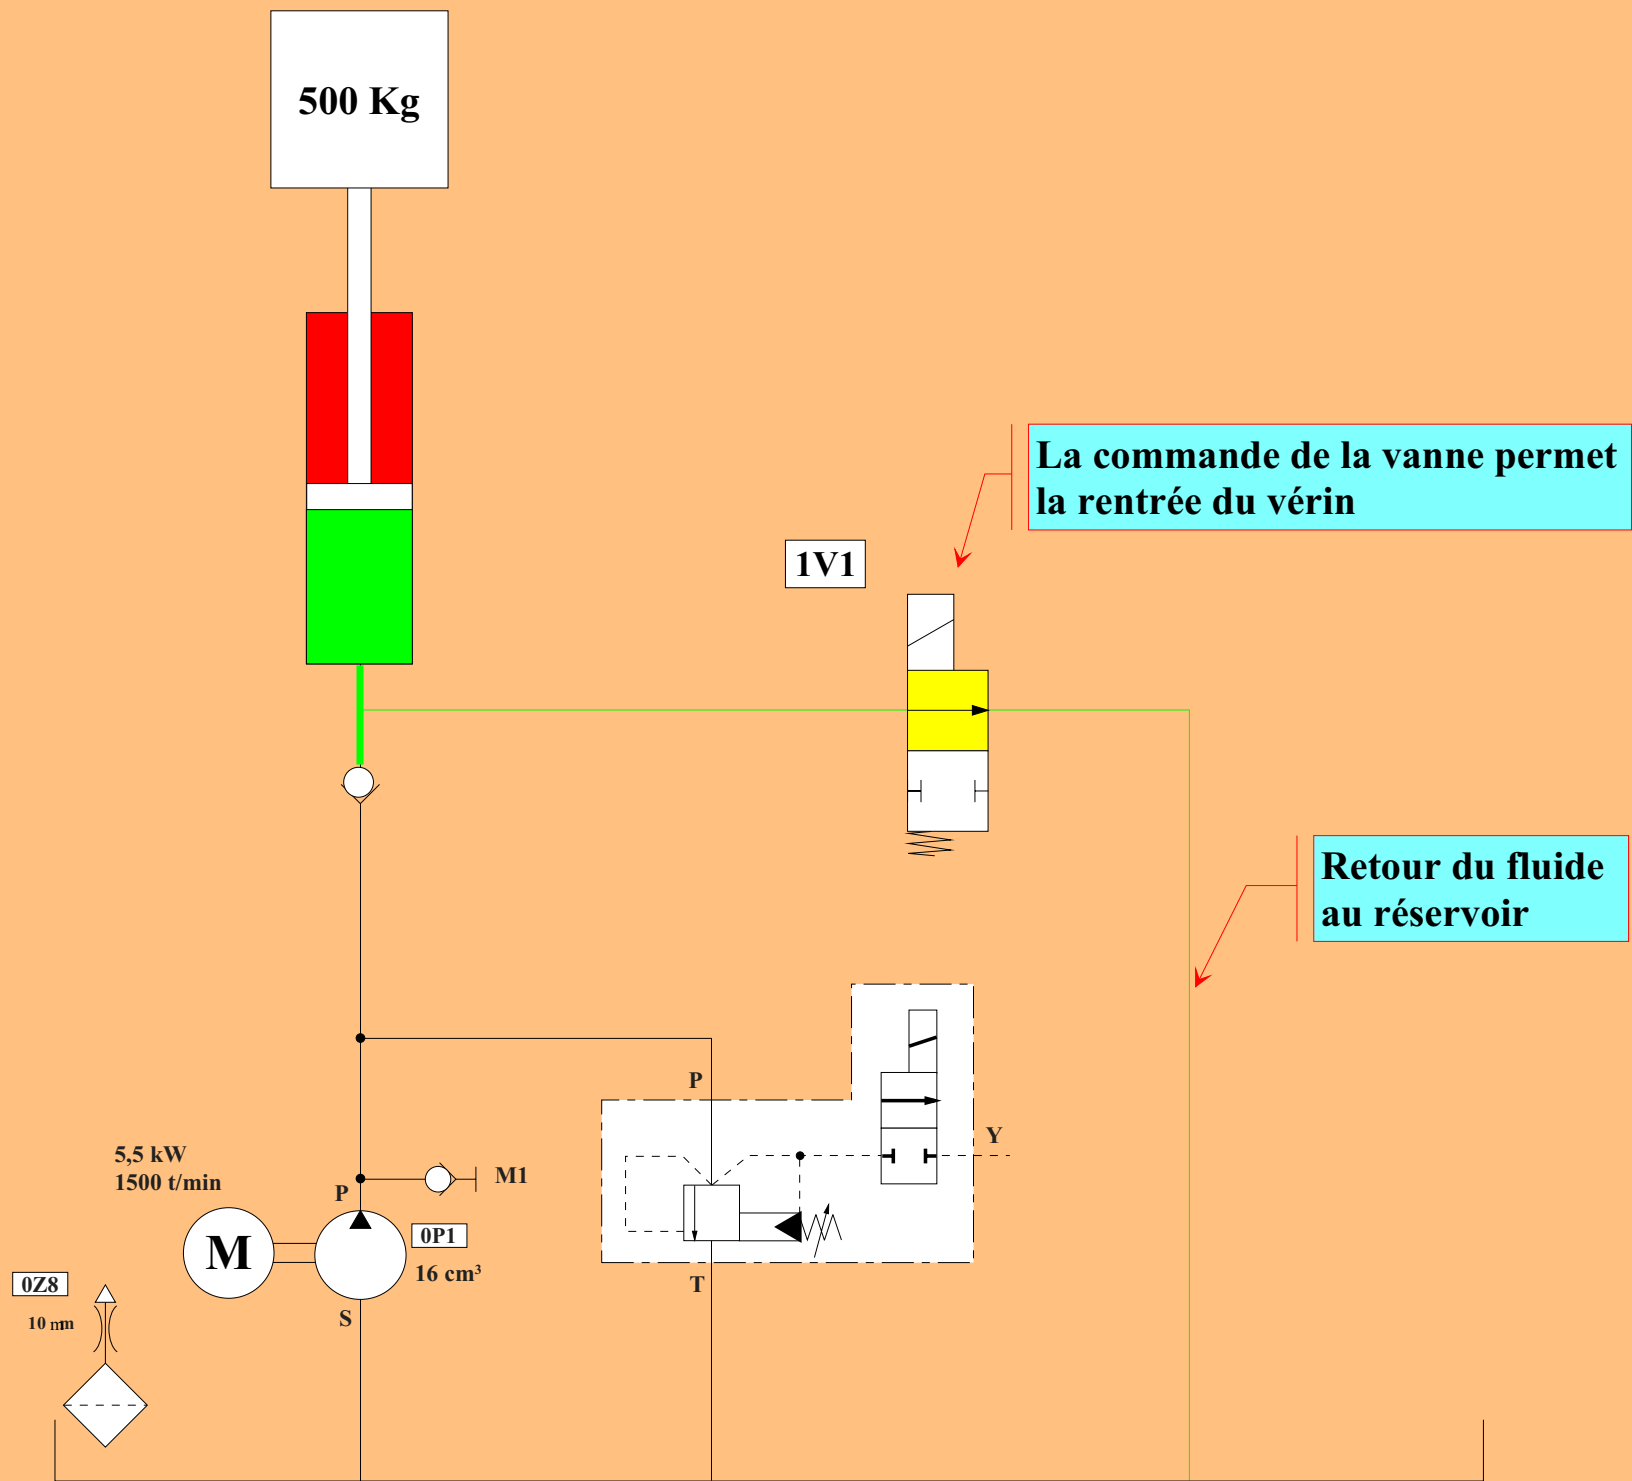 500 Kg
La commande de la vanne permet
la rentrée du vérin
1V1
Retour du fluide
au réservoir
P
Y
5,5 kW
1500 t/min
P
M1
M
0P1
16 cm³
T
S
0Z8
10 mm